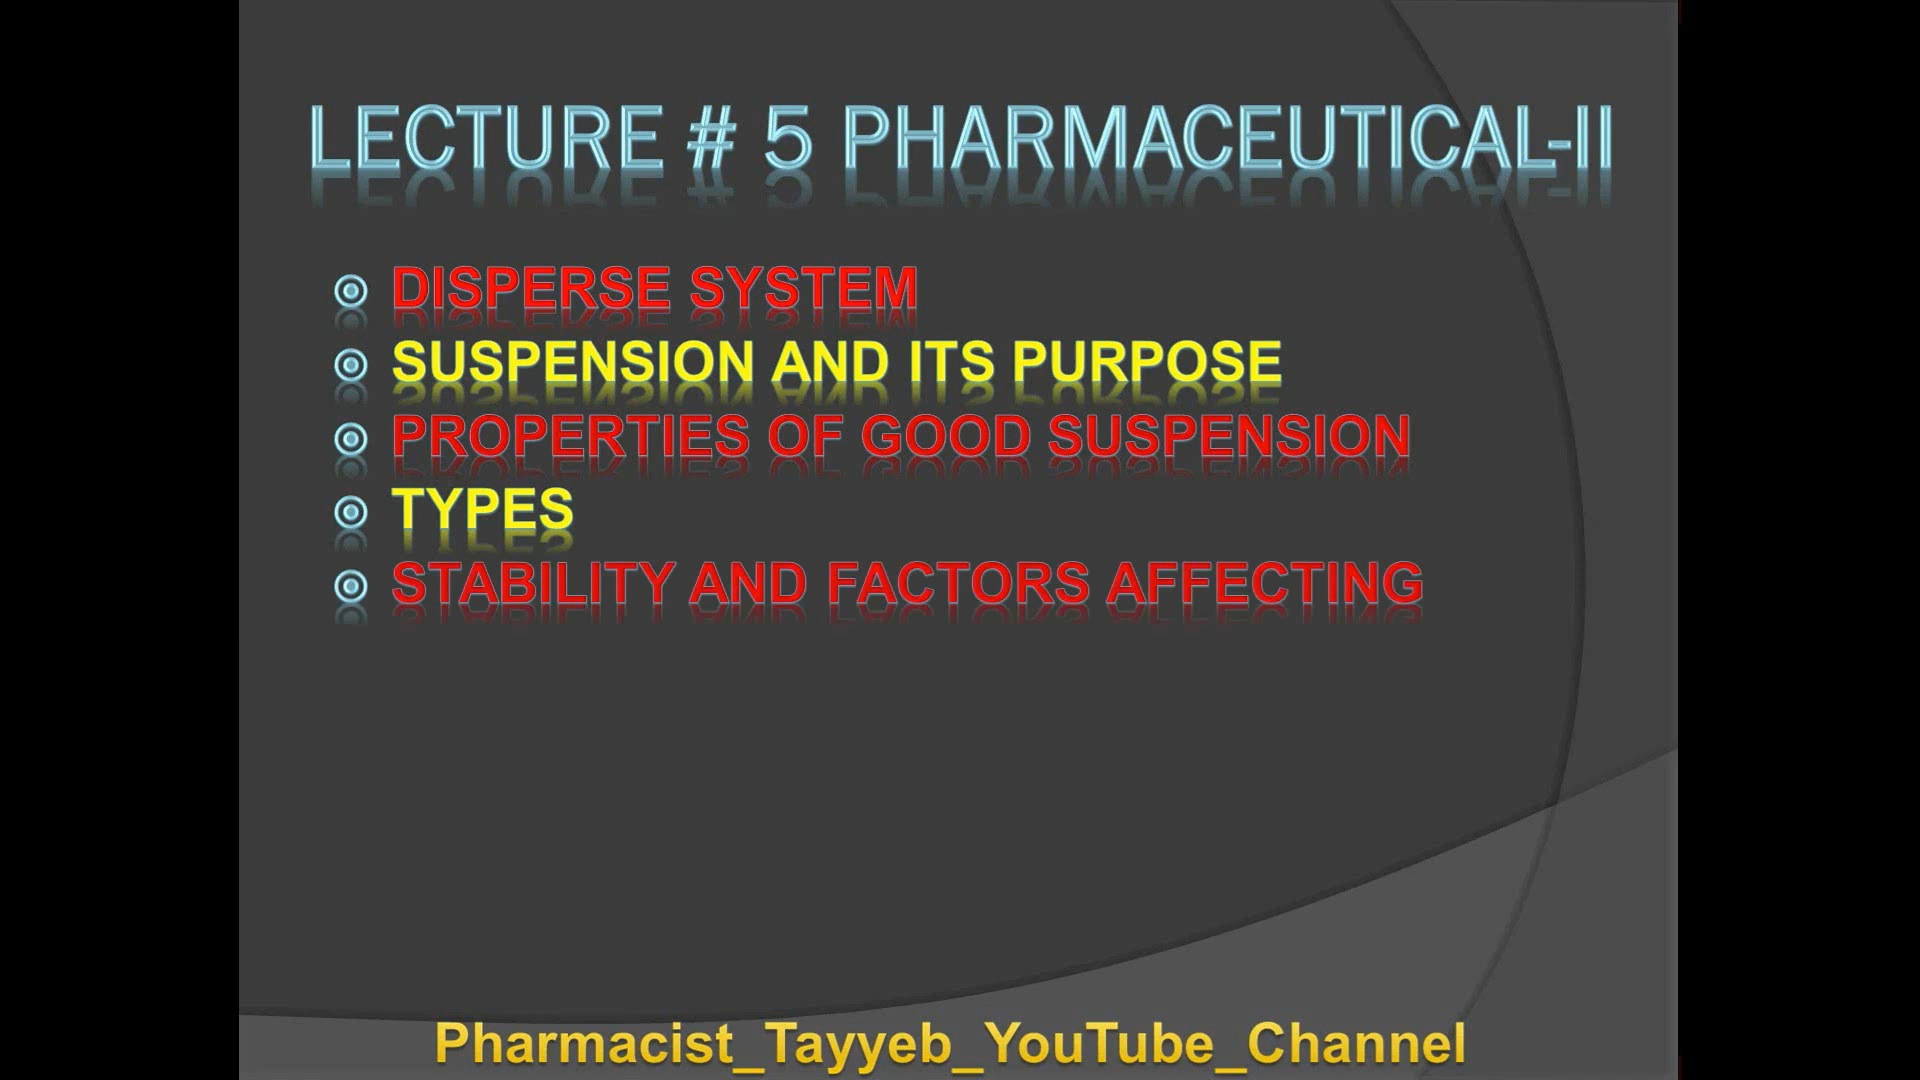 LECTURE # 5 PHARMACEUTICAL-II
DISPERSE SYSTEM
SUSPENSION AND ITS PURPOSE
PROPERTIES OF GOOD SUSPENSION
TYPES
STABILITY AND FACTORS AFFECTING
Pharmacist_Tayyeb_YouTube_Channel